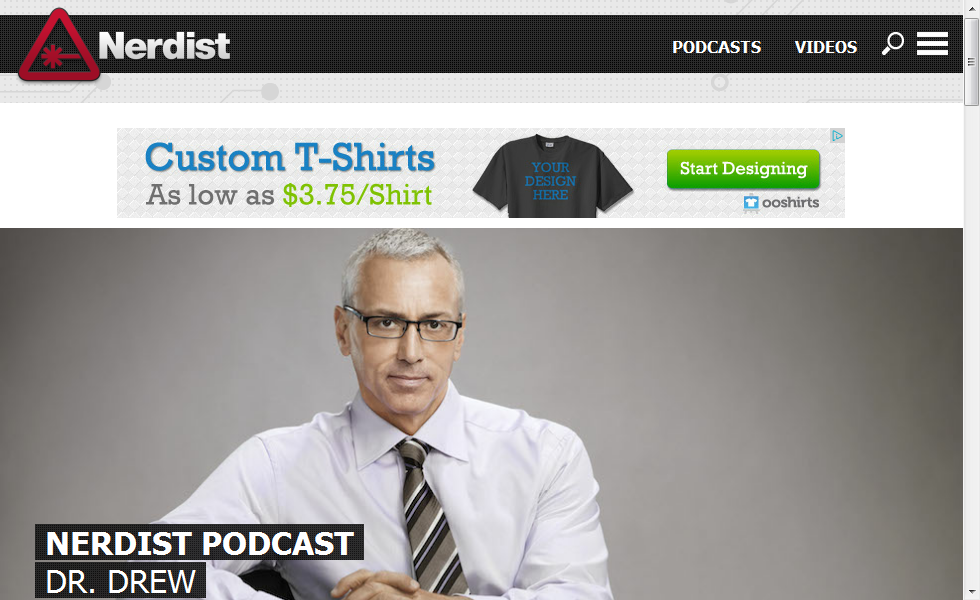 Nerdist
PODCASTS
VIDEOS
Custom T-Shirts
As low as $3.75/Shirt
YOUR
DESIGN
HERE
Start Designing
ooshirts
NERDIST PODCAST
DR. DREW